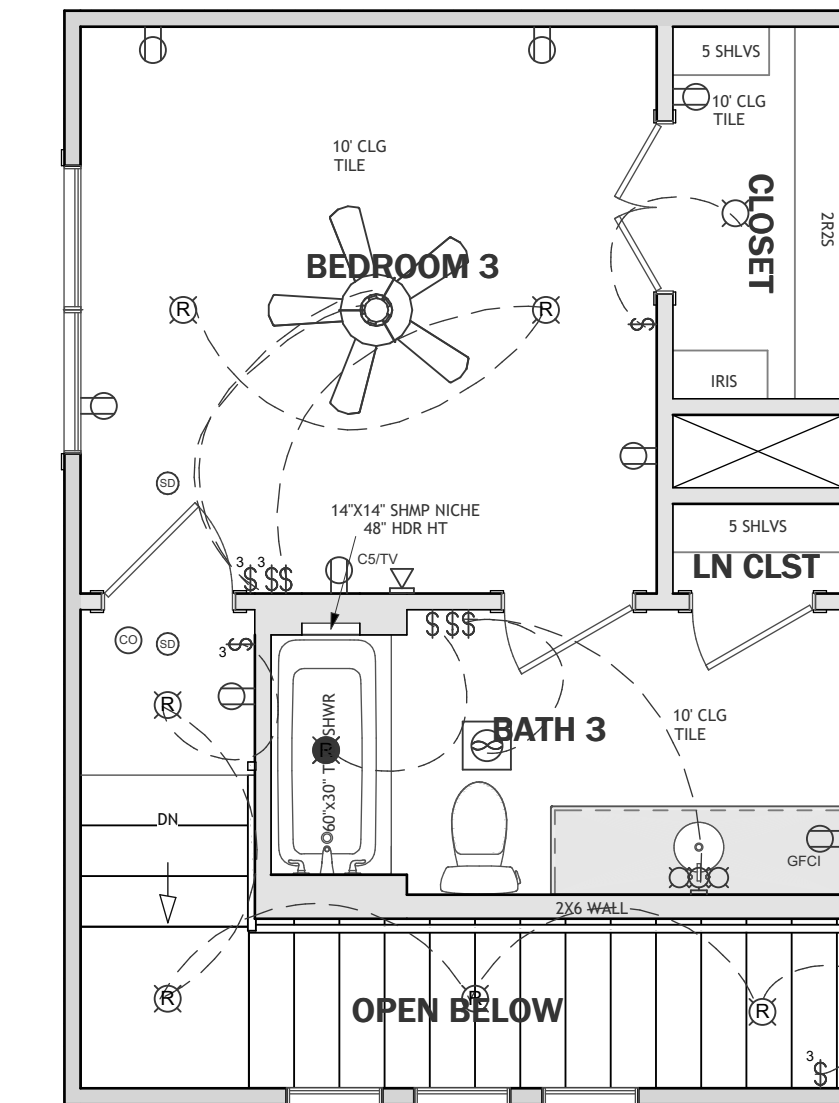 5 SHLVS
10' CLG
TILE
10' CLG
TILE
CLOSET
2R2S
BEDROOM 3
R
R
$
IRIS
SD
14"X14" SHMP NICHE
48" HDR HT
5 SHLVS
C5/TV
3 3
$ $ $
LN CLST
CO
SD
3 $
$ $ $
R
60"x30" T SHWR
R
BATH 3
10' CLG
TILE
DN
GFCI
2X6 WALL
R
R
R
OPEN BELOW
3
$